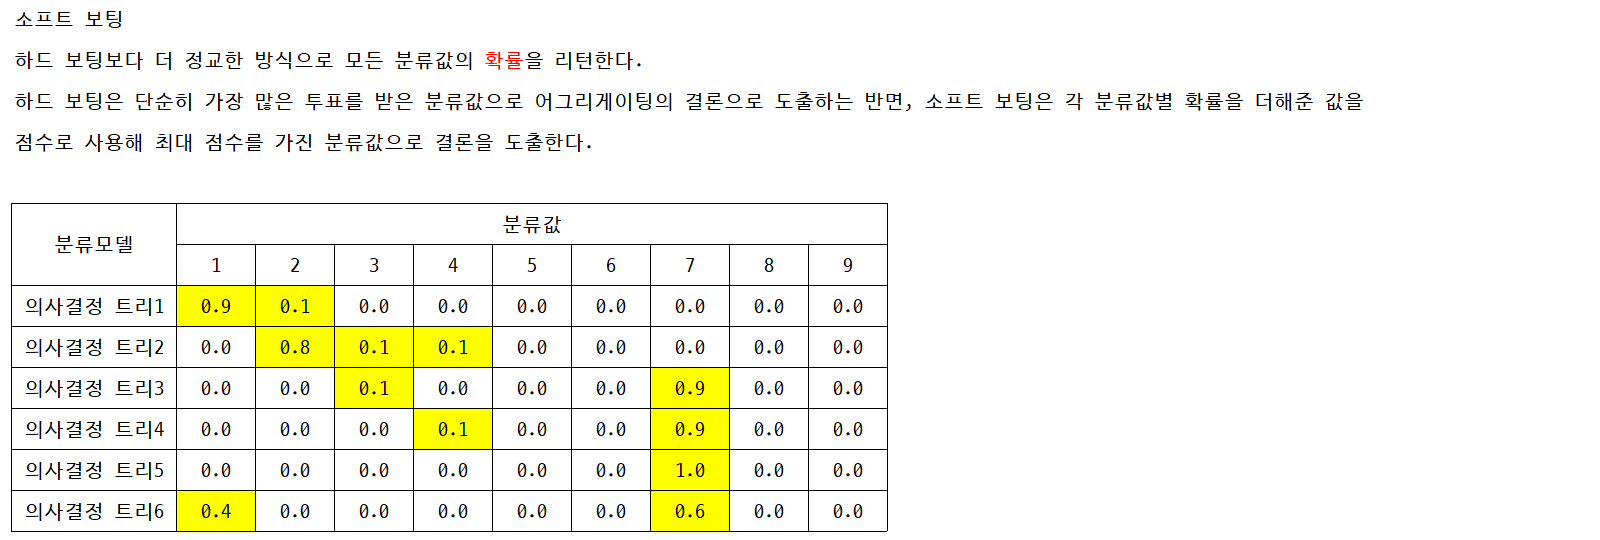 소프트 보팅
하드 보팅보다 더 정교한 방식으로 모든 분류값의 확률을 리턴한다.
하드 보팅은 단순히 가장 많은 투표를 받은 분류값으로 어그리게이팅의 결론으로 도출하는 반면, 소프트 보팅은 각 분류값별 확률을 더해준 값을
점수로 사용해 최대 점수를 가진 분류값으로 결론을 도출한다.
분류모델 분류값
1 2 3 4 5 6 7 8 9
의사결정 트리1 0.9 0.1 0.0 0.0 0.0 0.0 0.0 0.0 0.0
의사결정 트리2 0.0 0.8 0.1 0.1 0.0 0.0 0.0 0.0 0.0
의사결정 트리3 0.0 0.0 0.1 0.0 0.0 0.0 0.9 0.0 0.0
의사결정 트리4 0.0 0.0 0.0 0.1 0.0 0.0 0.9 0.0 0.0
의사결정 트리5 0.0 0.0 0.0 0.0 0.0 0.0 1.0 0.0 0.0
의사결정 트리6 0.4 0.0 0.0 0.0 0.0 0.0 0.6 0.0 0.0